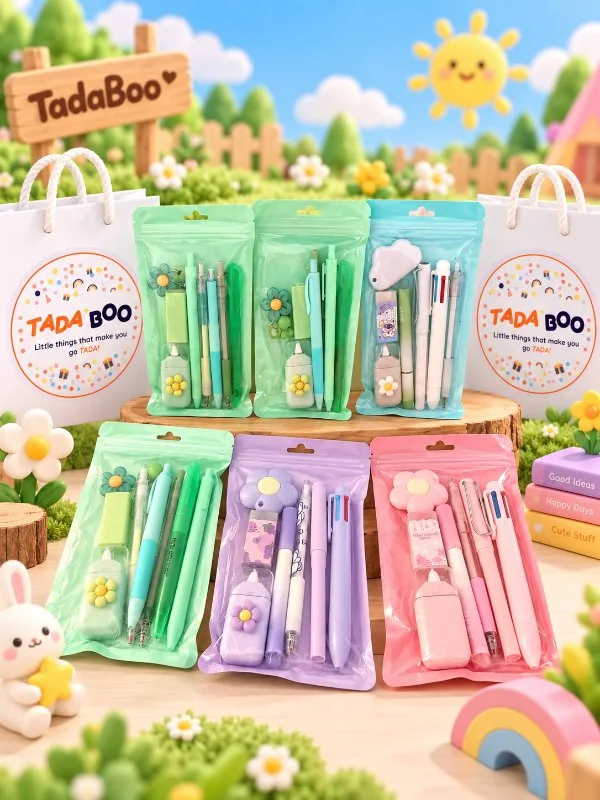 TadaBoo
TADA BOO
Little things that make you
go TADA!
TADA BOO
Little things that make you
go TADA!
Good Ideas
Happy Days
Cute Stuff